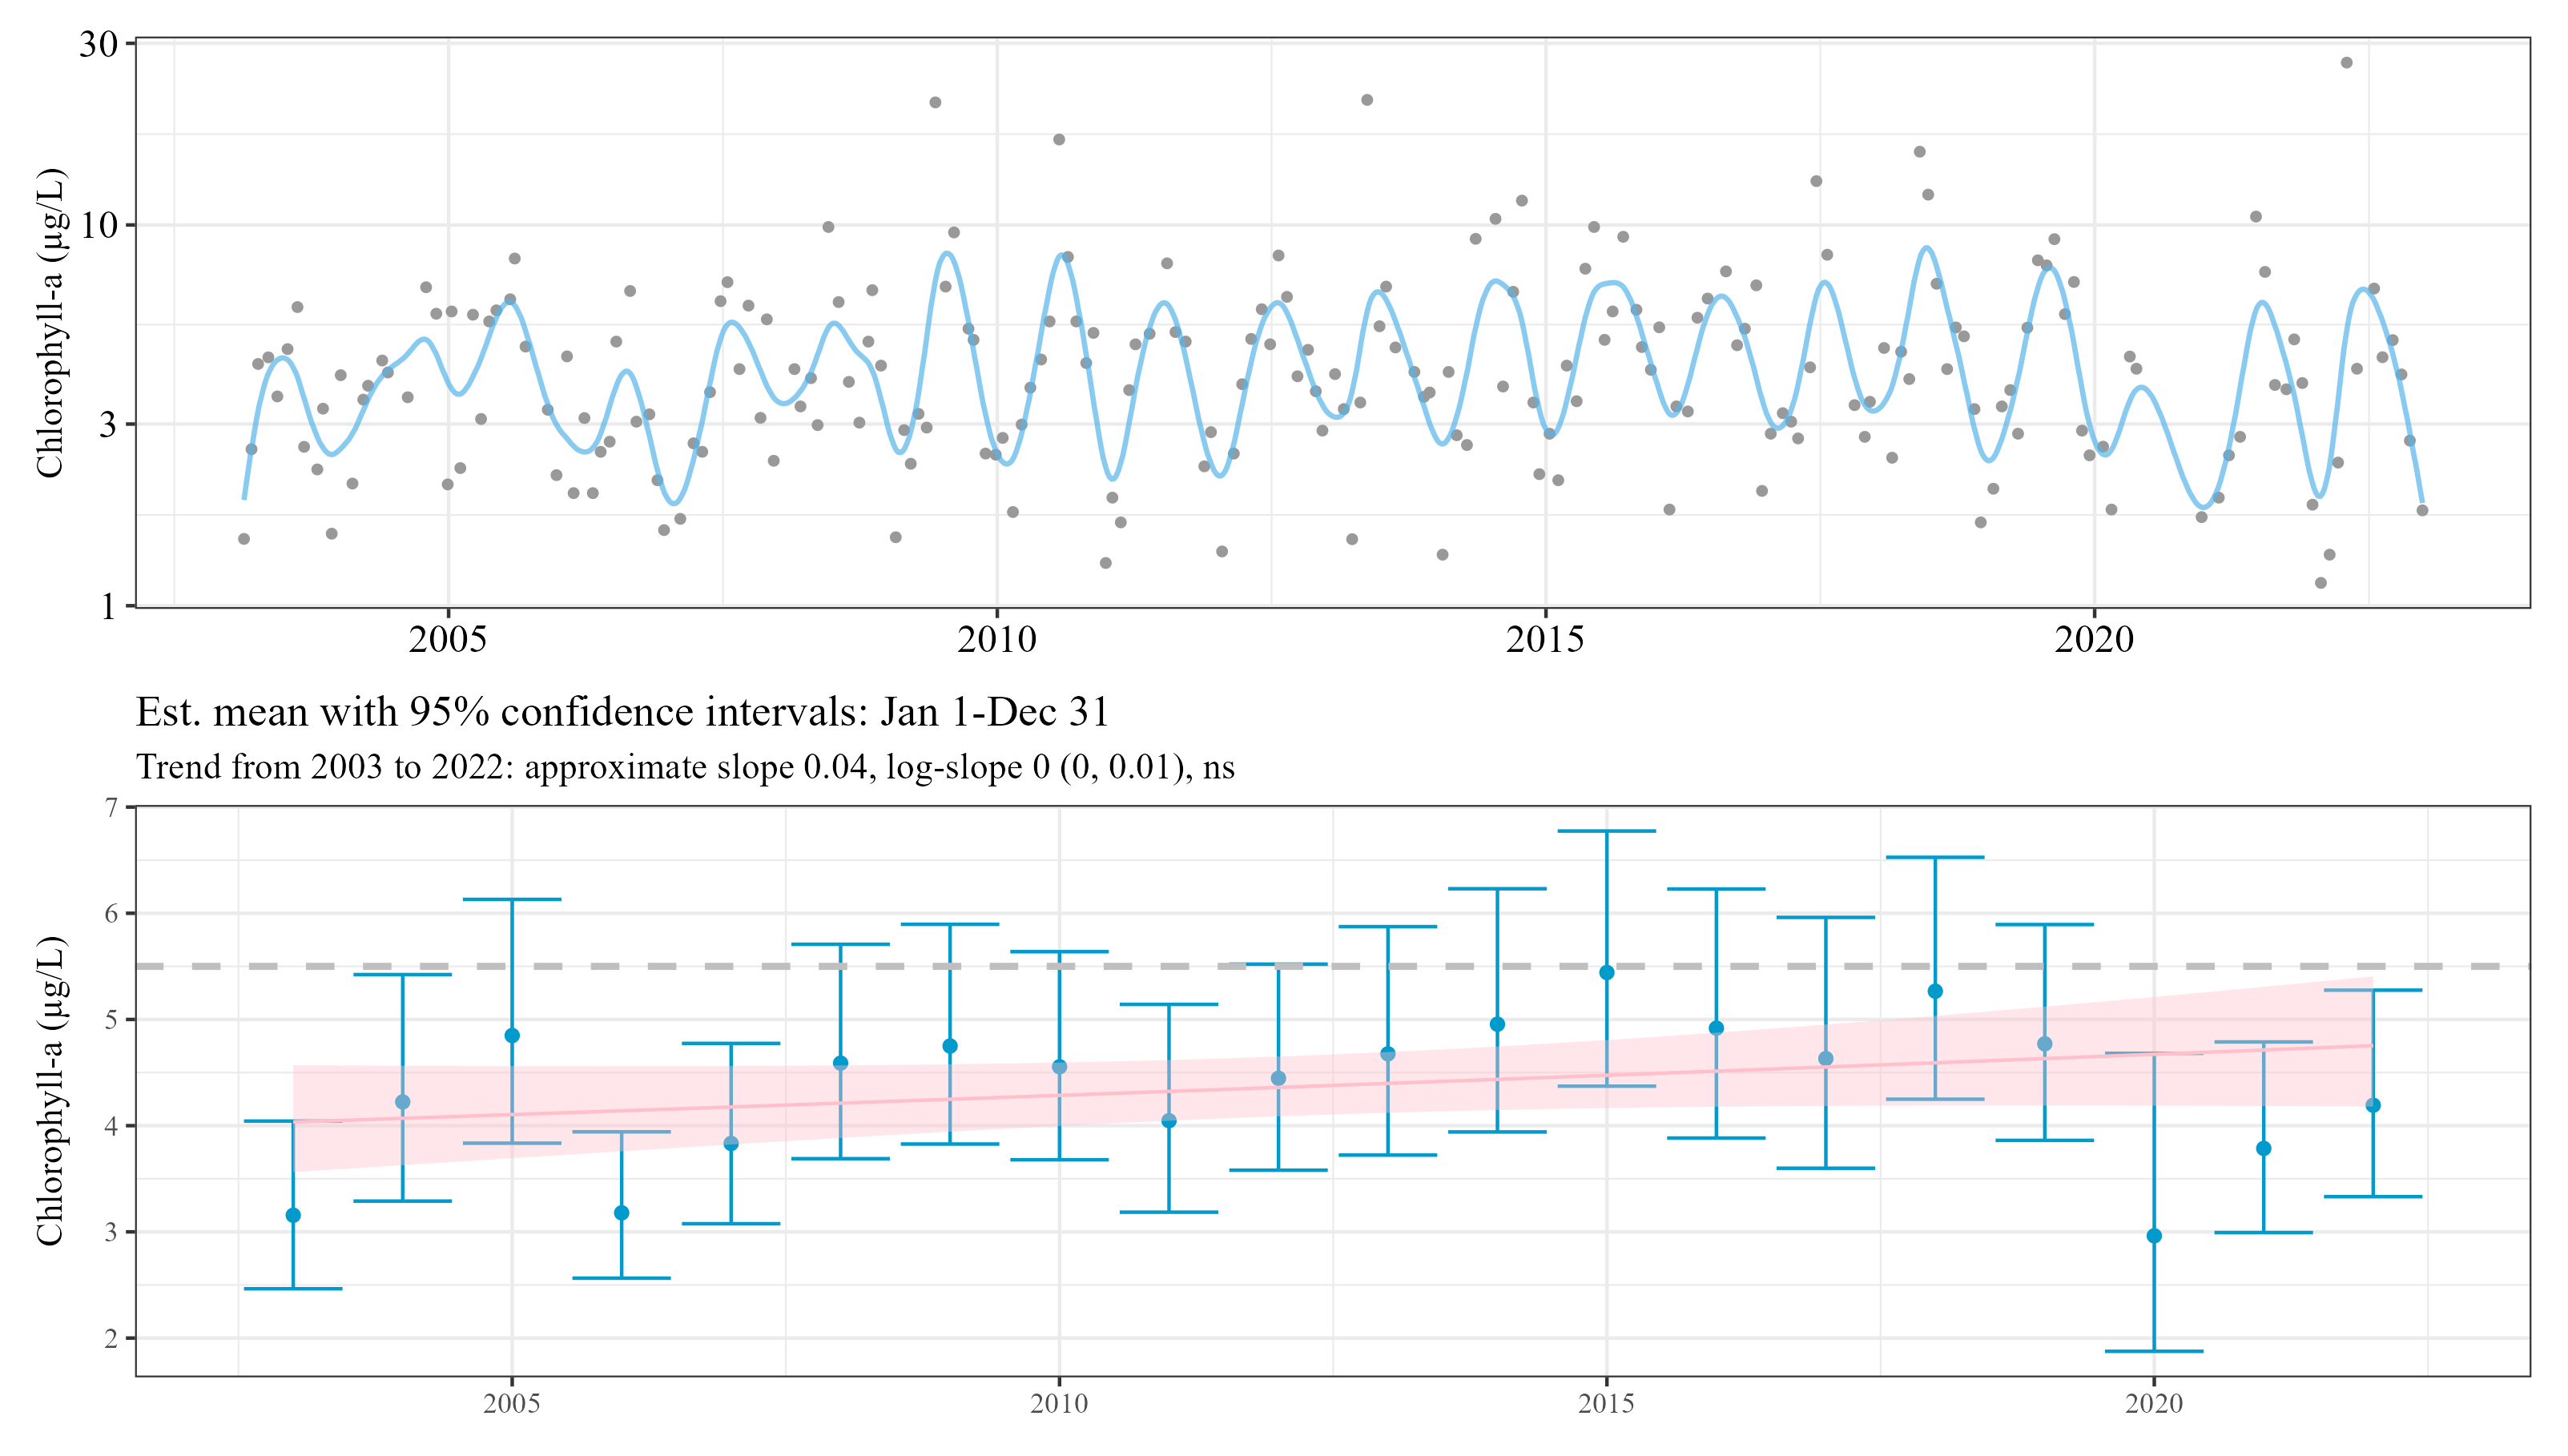 Chlorophyll-a (µg/L)
30
10
3
1
2005 2010 2015 2020
Est. mean with 95% confidence intervals: Jan 1-Dec 31
Trend from 2003 to 2022: approximate slope 0.04, log-slope 0 (0, 0.01), ns
Chlorophyll-a (µg/L)
7
6
5
4
3
2
2005 2010 2015 2020